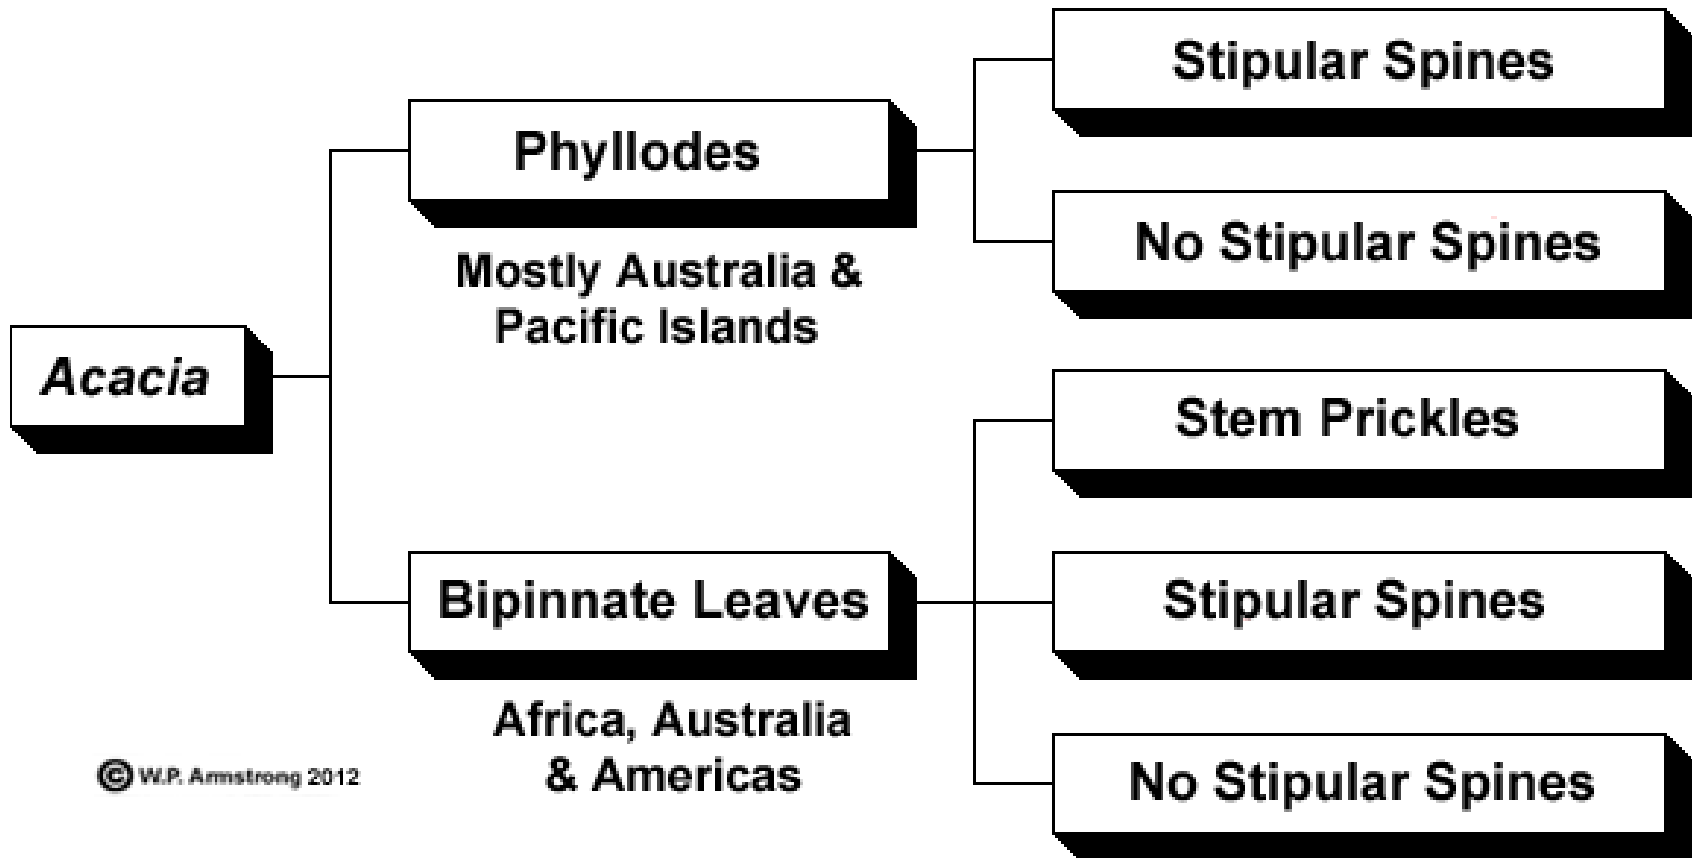 Stipular Spines
Phyllodes
No Stipular Spines
Mostly Australia &
Pacific Islands
Acacia
Stem Prickles
Bipinnate Leaves
Stipular Spines
Africa, Australia
& Americas
No Stipular Spines
© W.P. Armstrong 2012